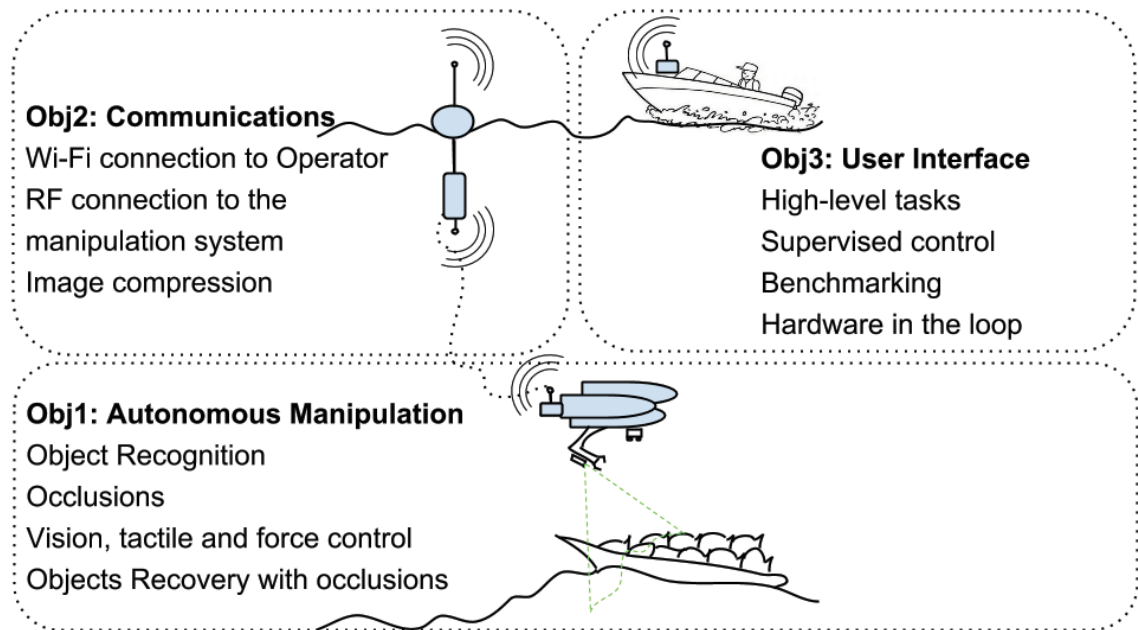 Obj2: Communications
Wi-Fi connection to Operator
RF connection to the
manipulation system
Image compression
Obj3: User Interface
High-level tasks
Supervised control
Benchmarking
Hardware in the loop
Obj1: Autonomous Manipulation
Object Recognition
Occlusions
Vision, tactile and force control
Objects Recovery with occlusions